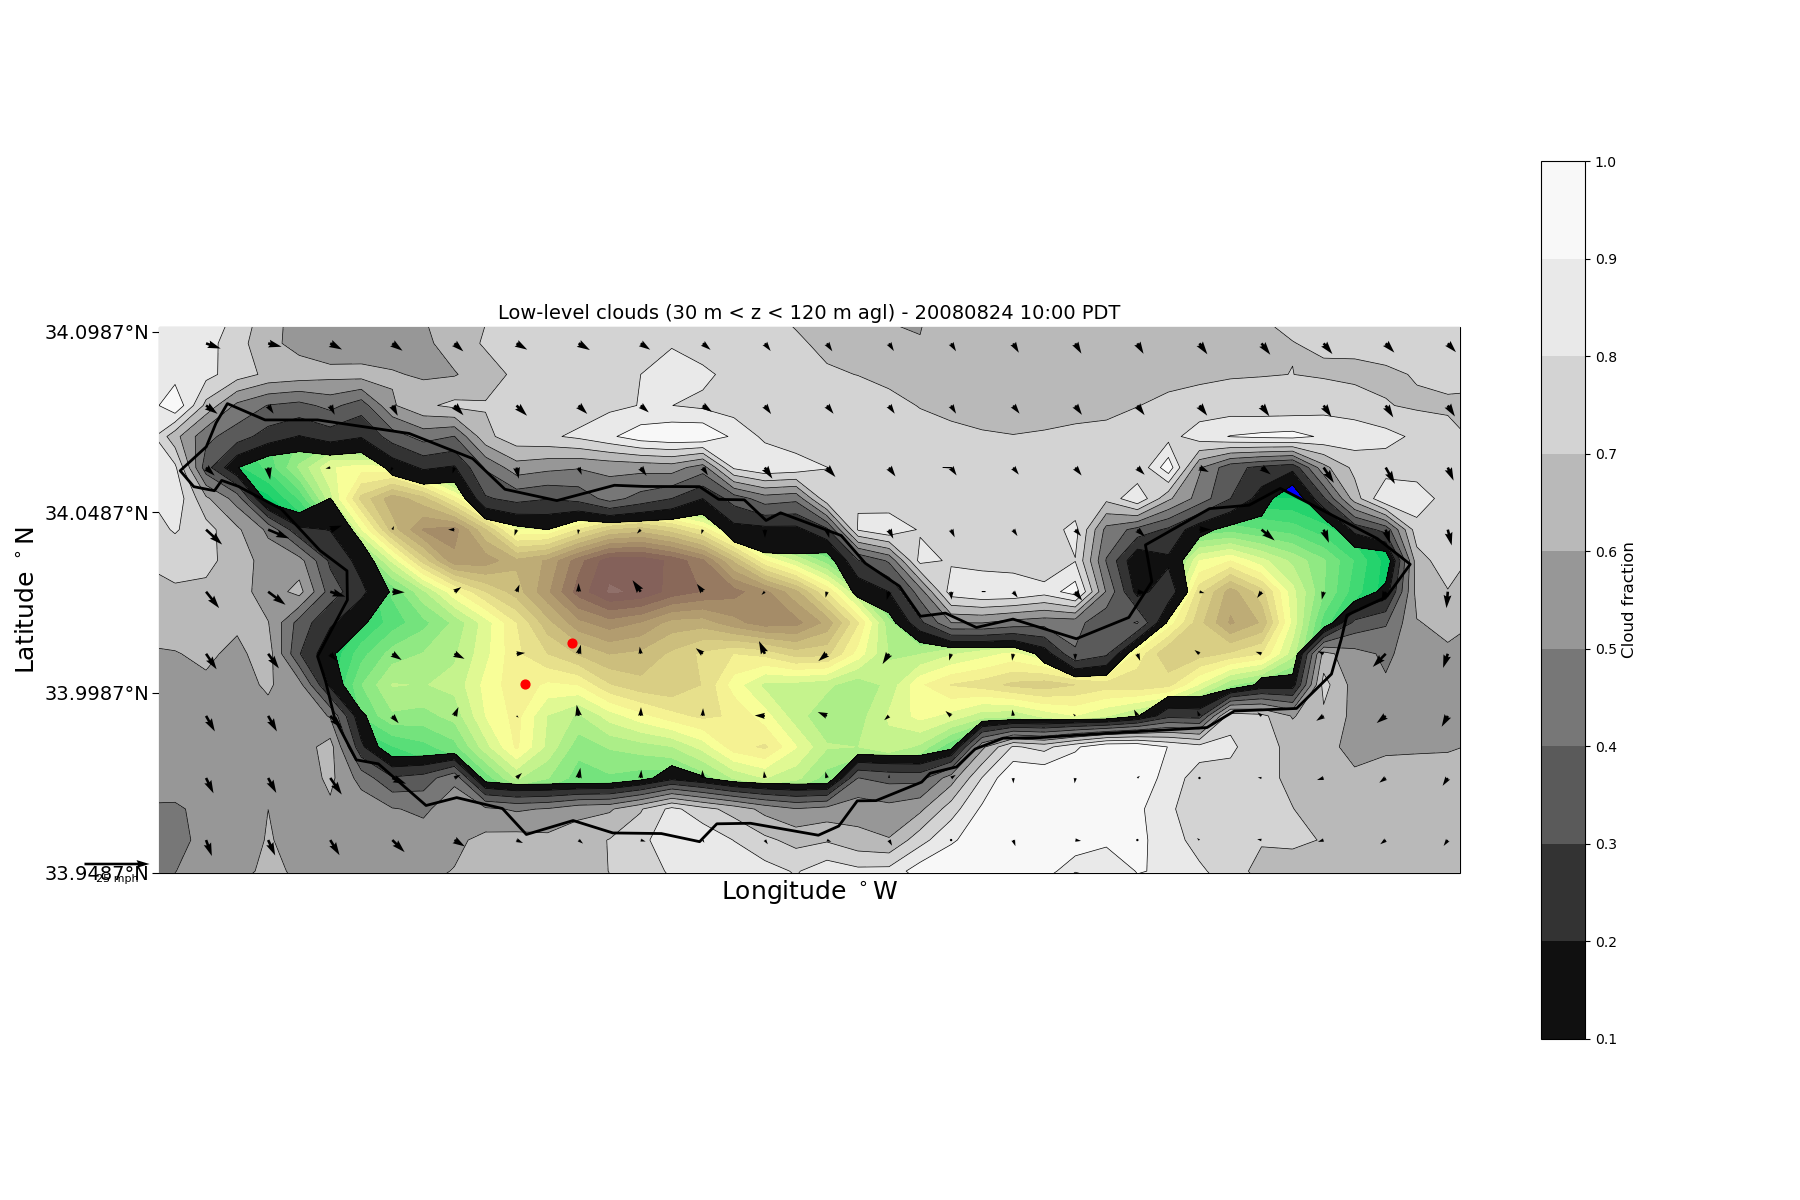 Low-level clouds (30 m < z < 120 m agl) - 20080824 10:00 PDT
34.0987°N
34.0487°N
33.9987°N
33.9487°N
25 mph
Latitude °N
Longitude °W
1.0
0.9
0.8
0.7
0.6
0.5
0.4
0.3
0.2
0.1
Cloud fraction